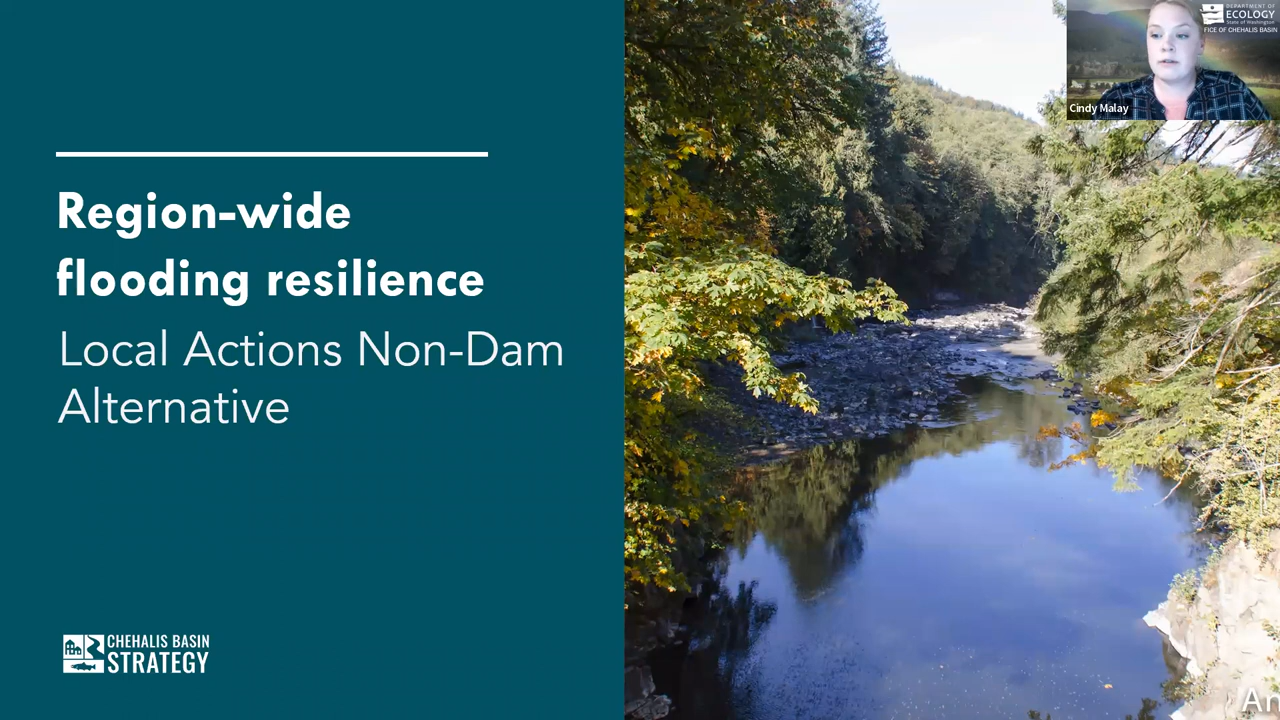 Region-wide
flooding resilience
Local Actions Non-Dam
Alternative
CHEHALIS BASIN
STRATEGY
DEPARTMENT OF
ECOLOGY
State of Washington
FICE OF CHEHALIS BASIN
Cindy Malay
An